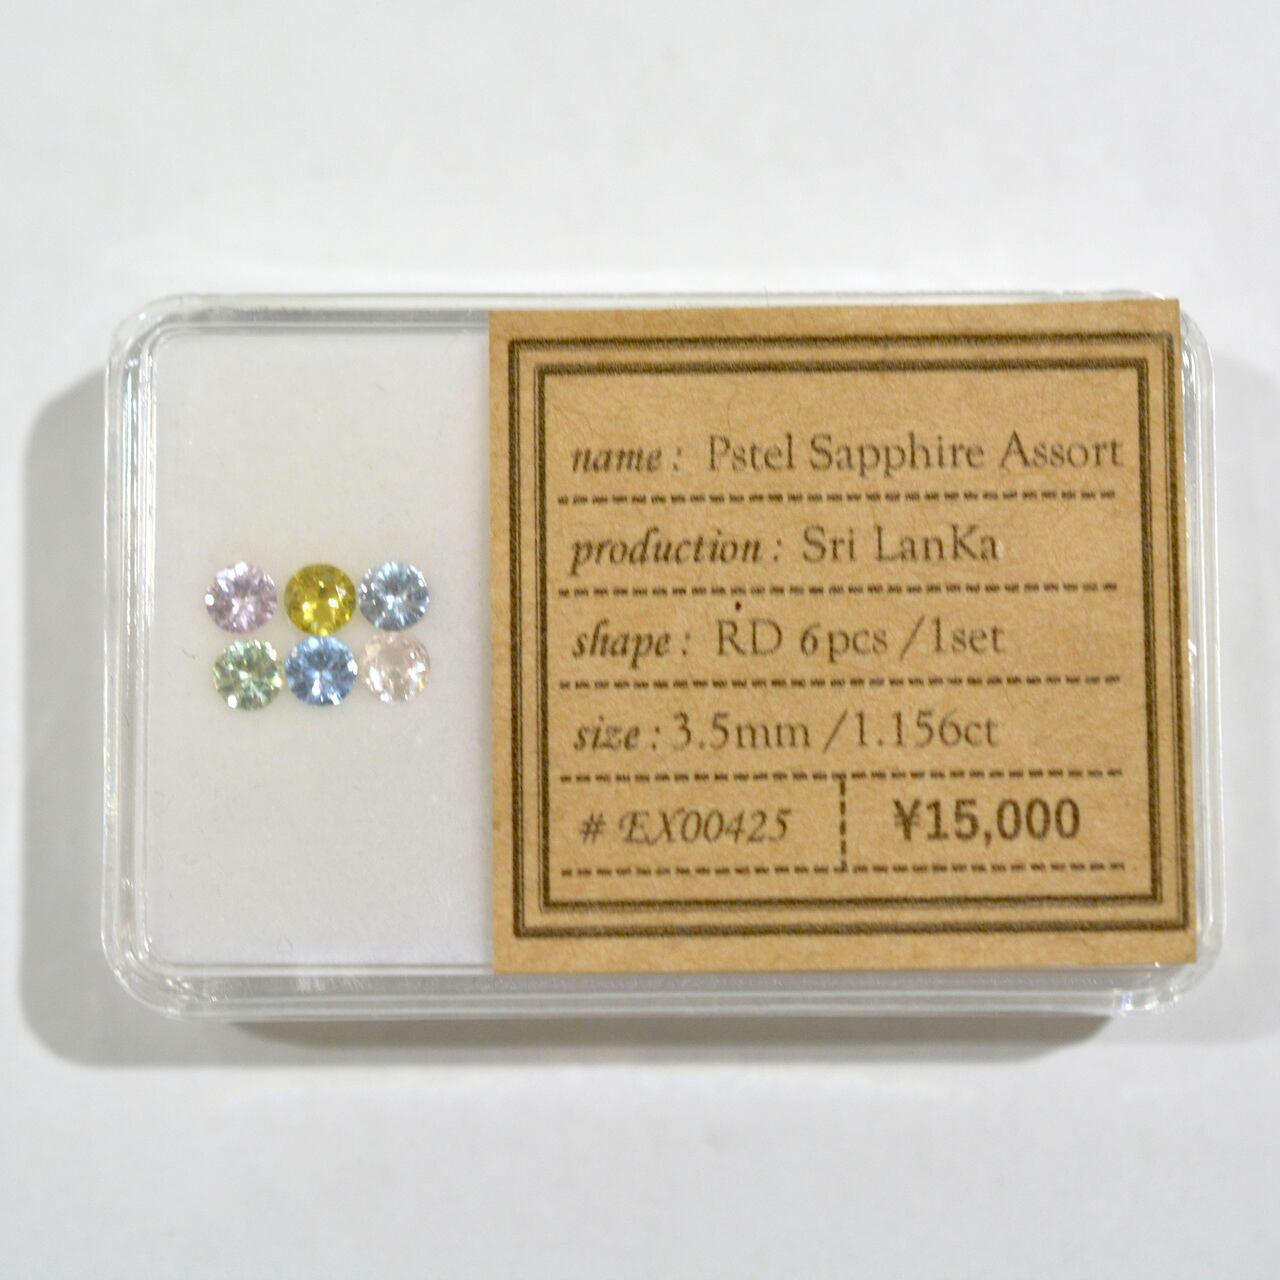 name : Pstel Sapphire Assort
production : Sri LanKa
shape : RD 6pcs /1set
size : 3.5mm /1.156ct
# EX00425 ¥15,000